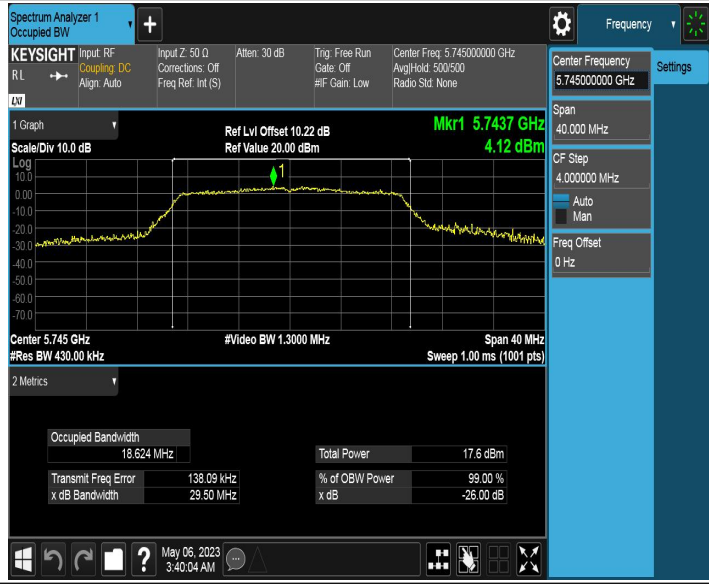 Spectrum Analyzer 1
Occupied BW
+
Frequency
KEYSIGHT
RL
LXI
Input: RF
Coupling: DC
Align: Auto
Input Z: 50 Ω
Corrections: Off
Freq Ref: Int (S)
Atten: 30 dB
Trig: Free Run
Gate: Off
#IF Gain: Low
Center Freq: 5.745000000 GHz
Avg|Hold: 500/500
Radio Std: None
Center Frequency
5.745000000 GHz
Settings
Span
40.000 MHz
CF Step
4.000000 MHz
Auto
Man
Freq Offset
0 Hz
1 Graph
Scale/Div 10.0 dB
Ref Lvl Offset 10.22 dB
Ref Value 20.00 dBm
Mkr1 5.7437 GHz
4.12 dBm
Log
10.0
0.00
-10.0
-20.0
-30.0
-40.0
-50.0
-60.0
-70.0
1
Center 5.745 GHz
#Res BW 430.00 kHz
#Video BW 1.3000 MHz
Span 40 MHz
Sweep 1.00 ms (1001 pts)
2 Metrics
Occupied Bandwidth
18.624 MHz
Total Power 17.6 dBm
Transmit Freq Error 138.09 kHz
% of OBW Power 99.00 %
x dB Bandwidth 29.50 MHz
x dB -26.00 dB
?
May 06, 2023
3:40:04 AM